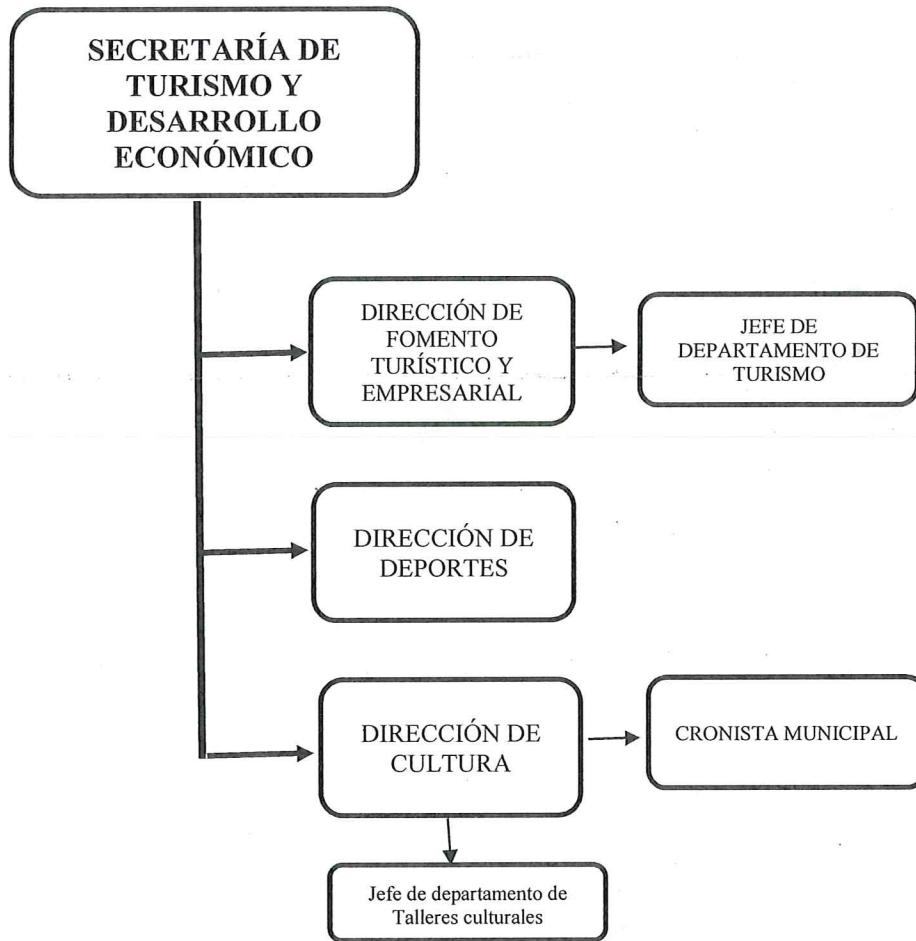 SECRETARÍA DE
TURISMO Y
DESARROLLO
ECONÓMICO
DIRECCIÓN DE
FOMENTO
TURÍSTICO Y
EMPRESARIAL
JEFE DE
DEPARTAMENTO DE
TURISMO
DIRECCIÓN DE
DEPORTES
DIRECCIÓN DE
CULTURA
CRONISTA MUNICIPAL
Jefe de departamento de
Talleres culturales